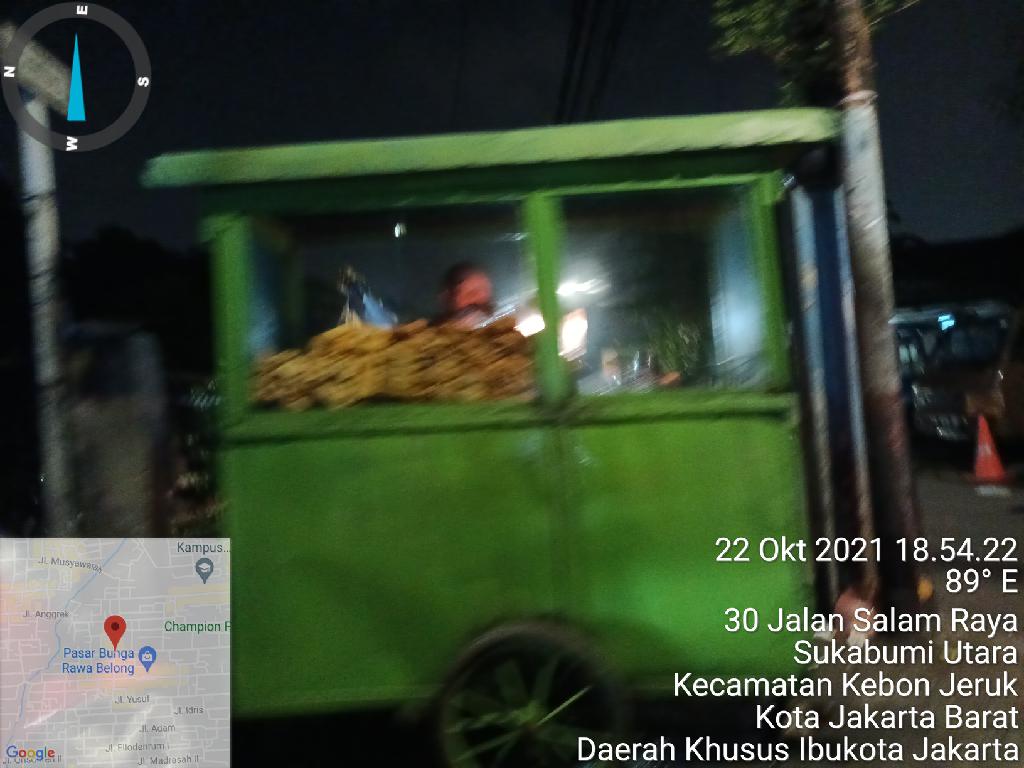 E
N
S
W
22 Okt 2021 18.54.22
89° E
30 Jalan Salam Raya
Sukabumi Utara
Kecamatan Kebon Jeruk
Kota Jakarta Barat
Daerah Khusus Ibukota Jakarta
Kampus...
Jl. Musyawarah
Jl. Anggrek
Champion F
Pasar Bunga
Rawa Belong
Jl. Yusuf
Jl. Idris
Jl. Adam
Jl. Madrasah II
Google